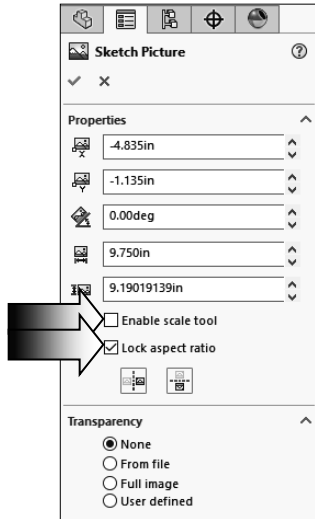 Sketch Picture
Properties
-4.835in
-1.135in
0.00deg
9.750in
9.19019139in
Enable scale tool
Lock aspect ratio
Transparency
None
From file
Full image
User defined